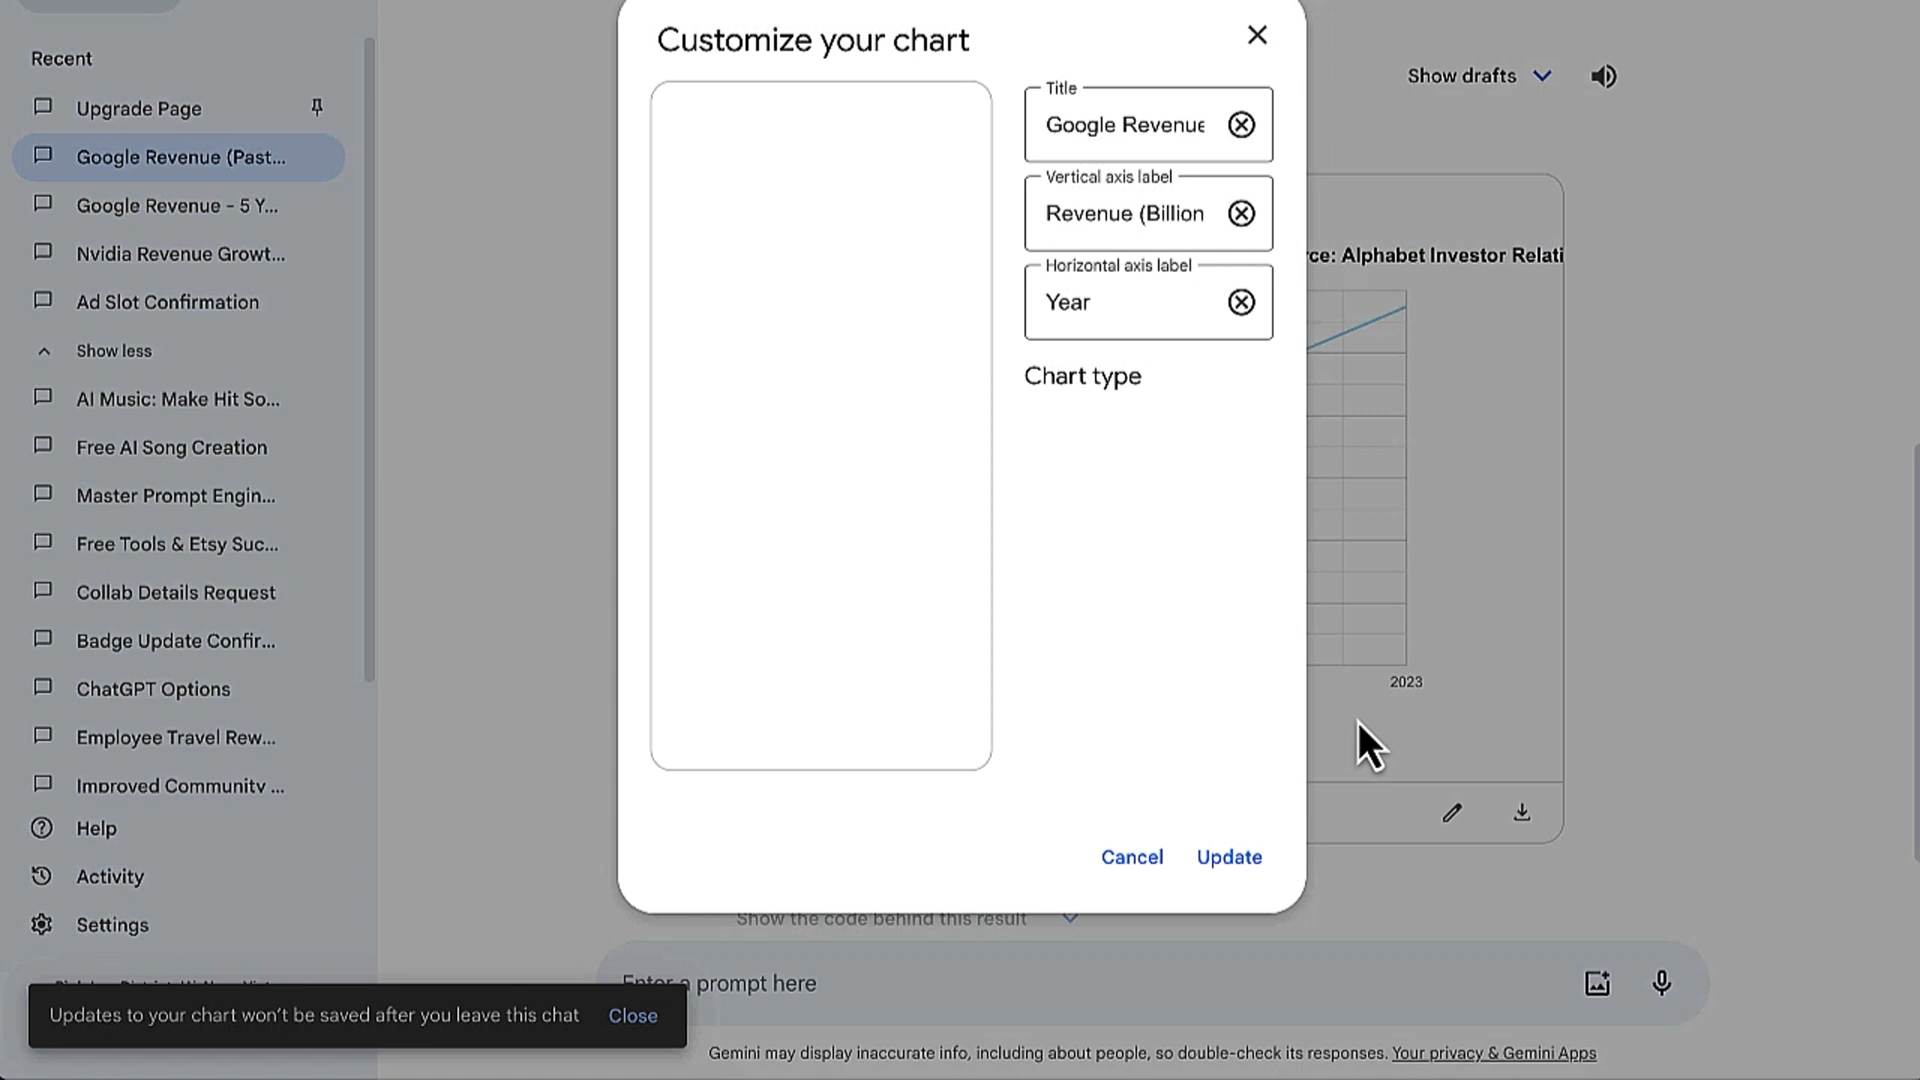 Recent
Upgrade Page
Google Revenue (Past...
Google Revenue - 5 Y...
Nvidia Revenue Growt...
Ad Slot Confirmation
Show less
AI Music: Make Hit So...
Free AI Song Creation
Master Prompt Engin...
Free Tools & Etsy Suc...
Collab Details Request
Badge Update Confir...
ChatGPT Options
Employee Travel Rew...
Improved Community ...
Help
Activity
Settings
Updates to your chart won't be saved after you leave this chat Close
Customize your chart
Title
Google Revenue
Vertical axis label
Revenue (Billion
Horizontal axis label
Year
Chart type
Cancel Update
Show drafts
ce: Alphabet Investor Relati
2023
Show the code behind this result
Enter a prompt here
Gemini may display inaccurate info, including about people, so double-check its responses. Your privacy & Gemini Apps